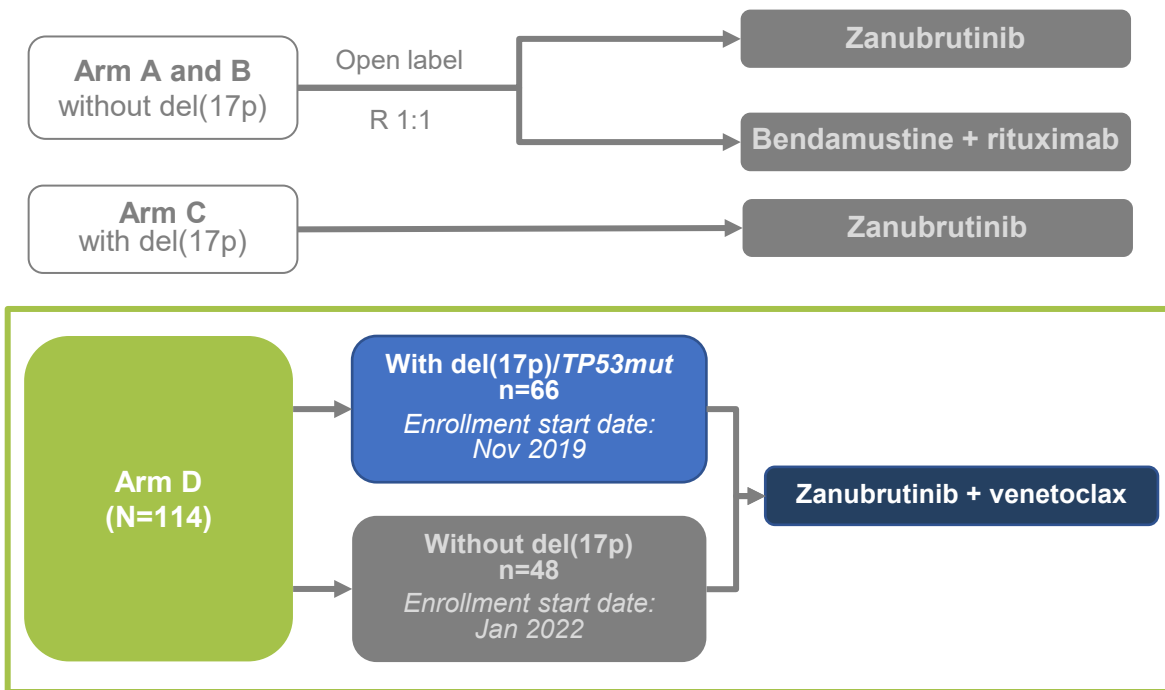 Arm A and B
without del(17p)
Open label
R 1:1
Zanubrutinib
Bendamustine + rituximab
Arm C
with del(17p)
Zanubrutinib
Arm D
(N=114)
With del(17p)/TP53mut
n=66
Enrollment start date:
Nov 2019
Without del(17p)
n=48
Enrollment start date:
Jan 2022
Zanubrutinib + venetoclax